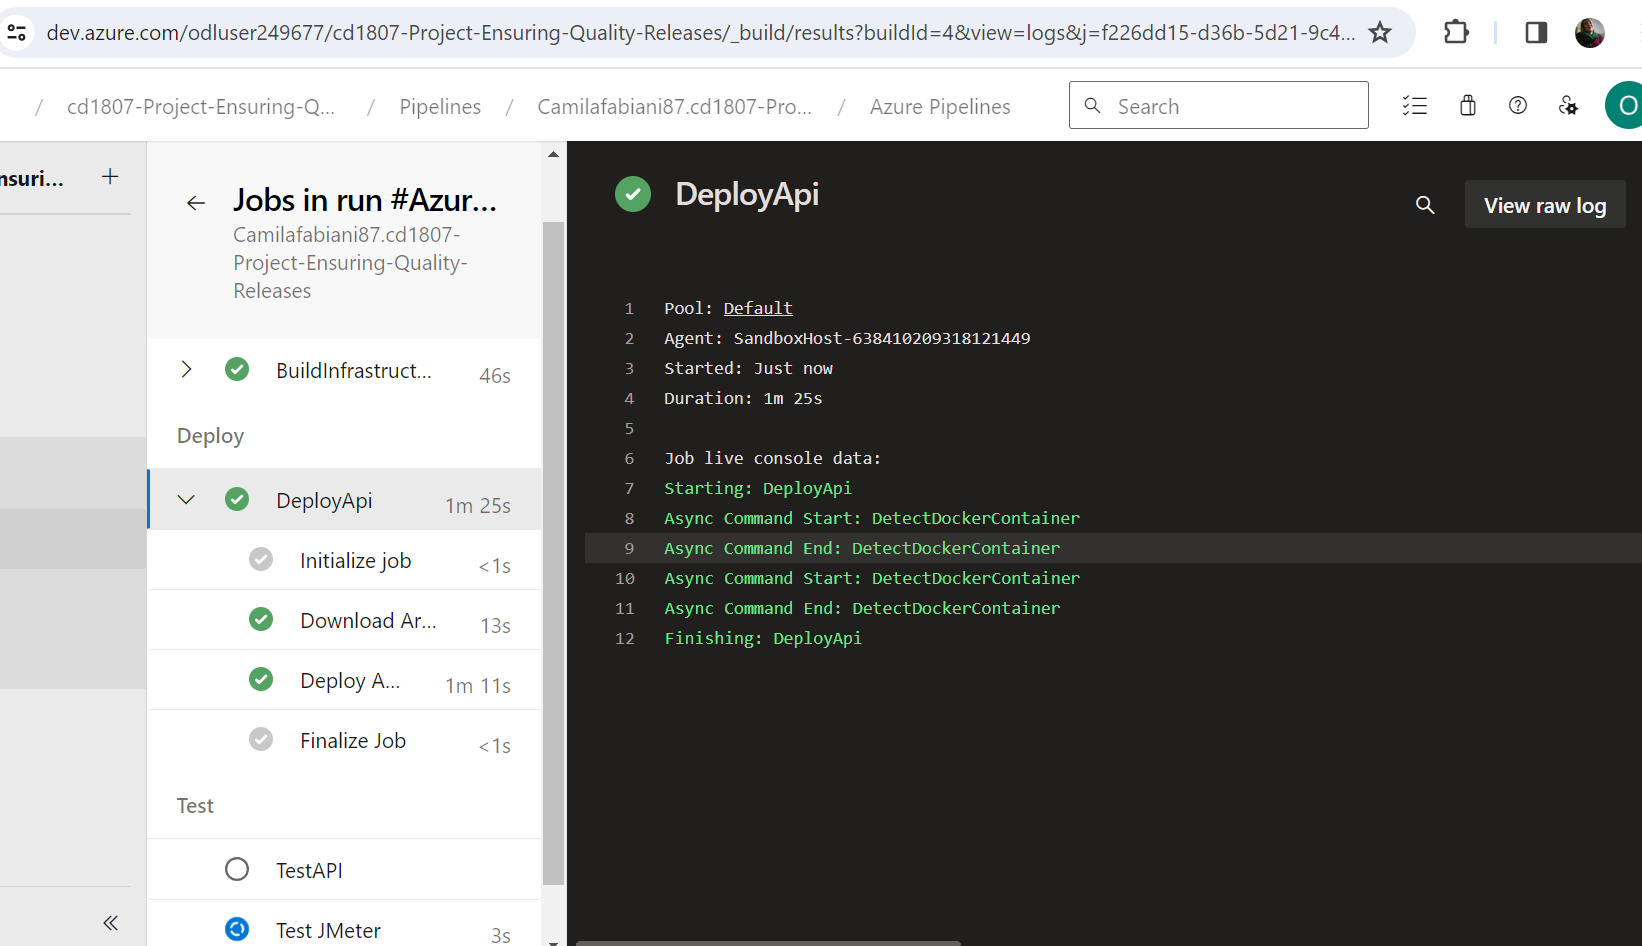 dev.azure.com/odluser249677/cd1807-Project-Ensuring-Quality-Releases/_build/results?buildId=4&view=logs&j=f226dd15-d36b-5d21-9c4...
/ cd1807-Project-Ensuring-Q... / Pipelines / Camilafabiani87.cd1807-Pro... / Azure Pipelines
Search
O
nsuri... +
Jobs in run #Azur...
Camilafabiani87.cd1807-
Project-Ensuring-Quality-
Releases
BuildInfrastruct... 46s
Deploy
DeployApi 1m 25s
Initialize job <1s
Download Ar... 13s
Deploy A... 1m 11s
Finalize Job <1s
Test
TestAPI
Test JMeter 3s
DeployApi
View raw log
1 Pool: Default
2 Agent: SandboxHost-638410209318121449
3 Started: Just now
4 Duration: 1m 25s
5
6 Job live console data:
7 Starting: DeployApi
8 Async Command Start: DetectDockerContainer
9 Async Command End: DetectDockerContainer
10 Async Command Start: DetectDockerContainer
11 Async Command End: DetectDockerContainer
12 Finishing: DeployApi